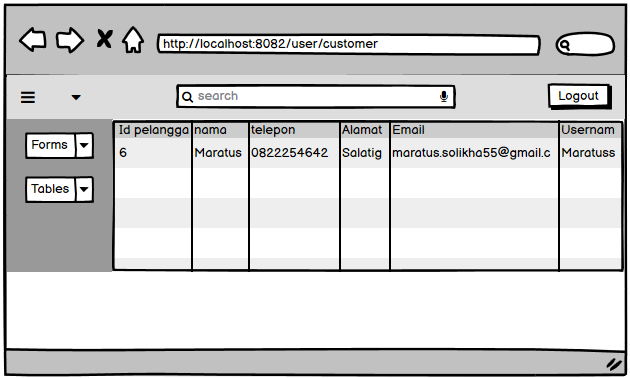 http://localhost:8082/user/customer
search
Logout
Forms
Tables
Id pelangga nama telepon Alamat Email Usernam
6 Maratus 0822254642 Salatig maratus.solikha55@gmail.c Maratuss